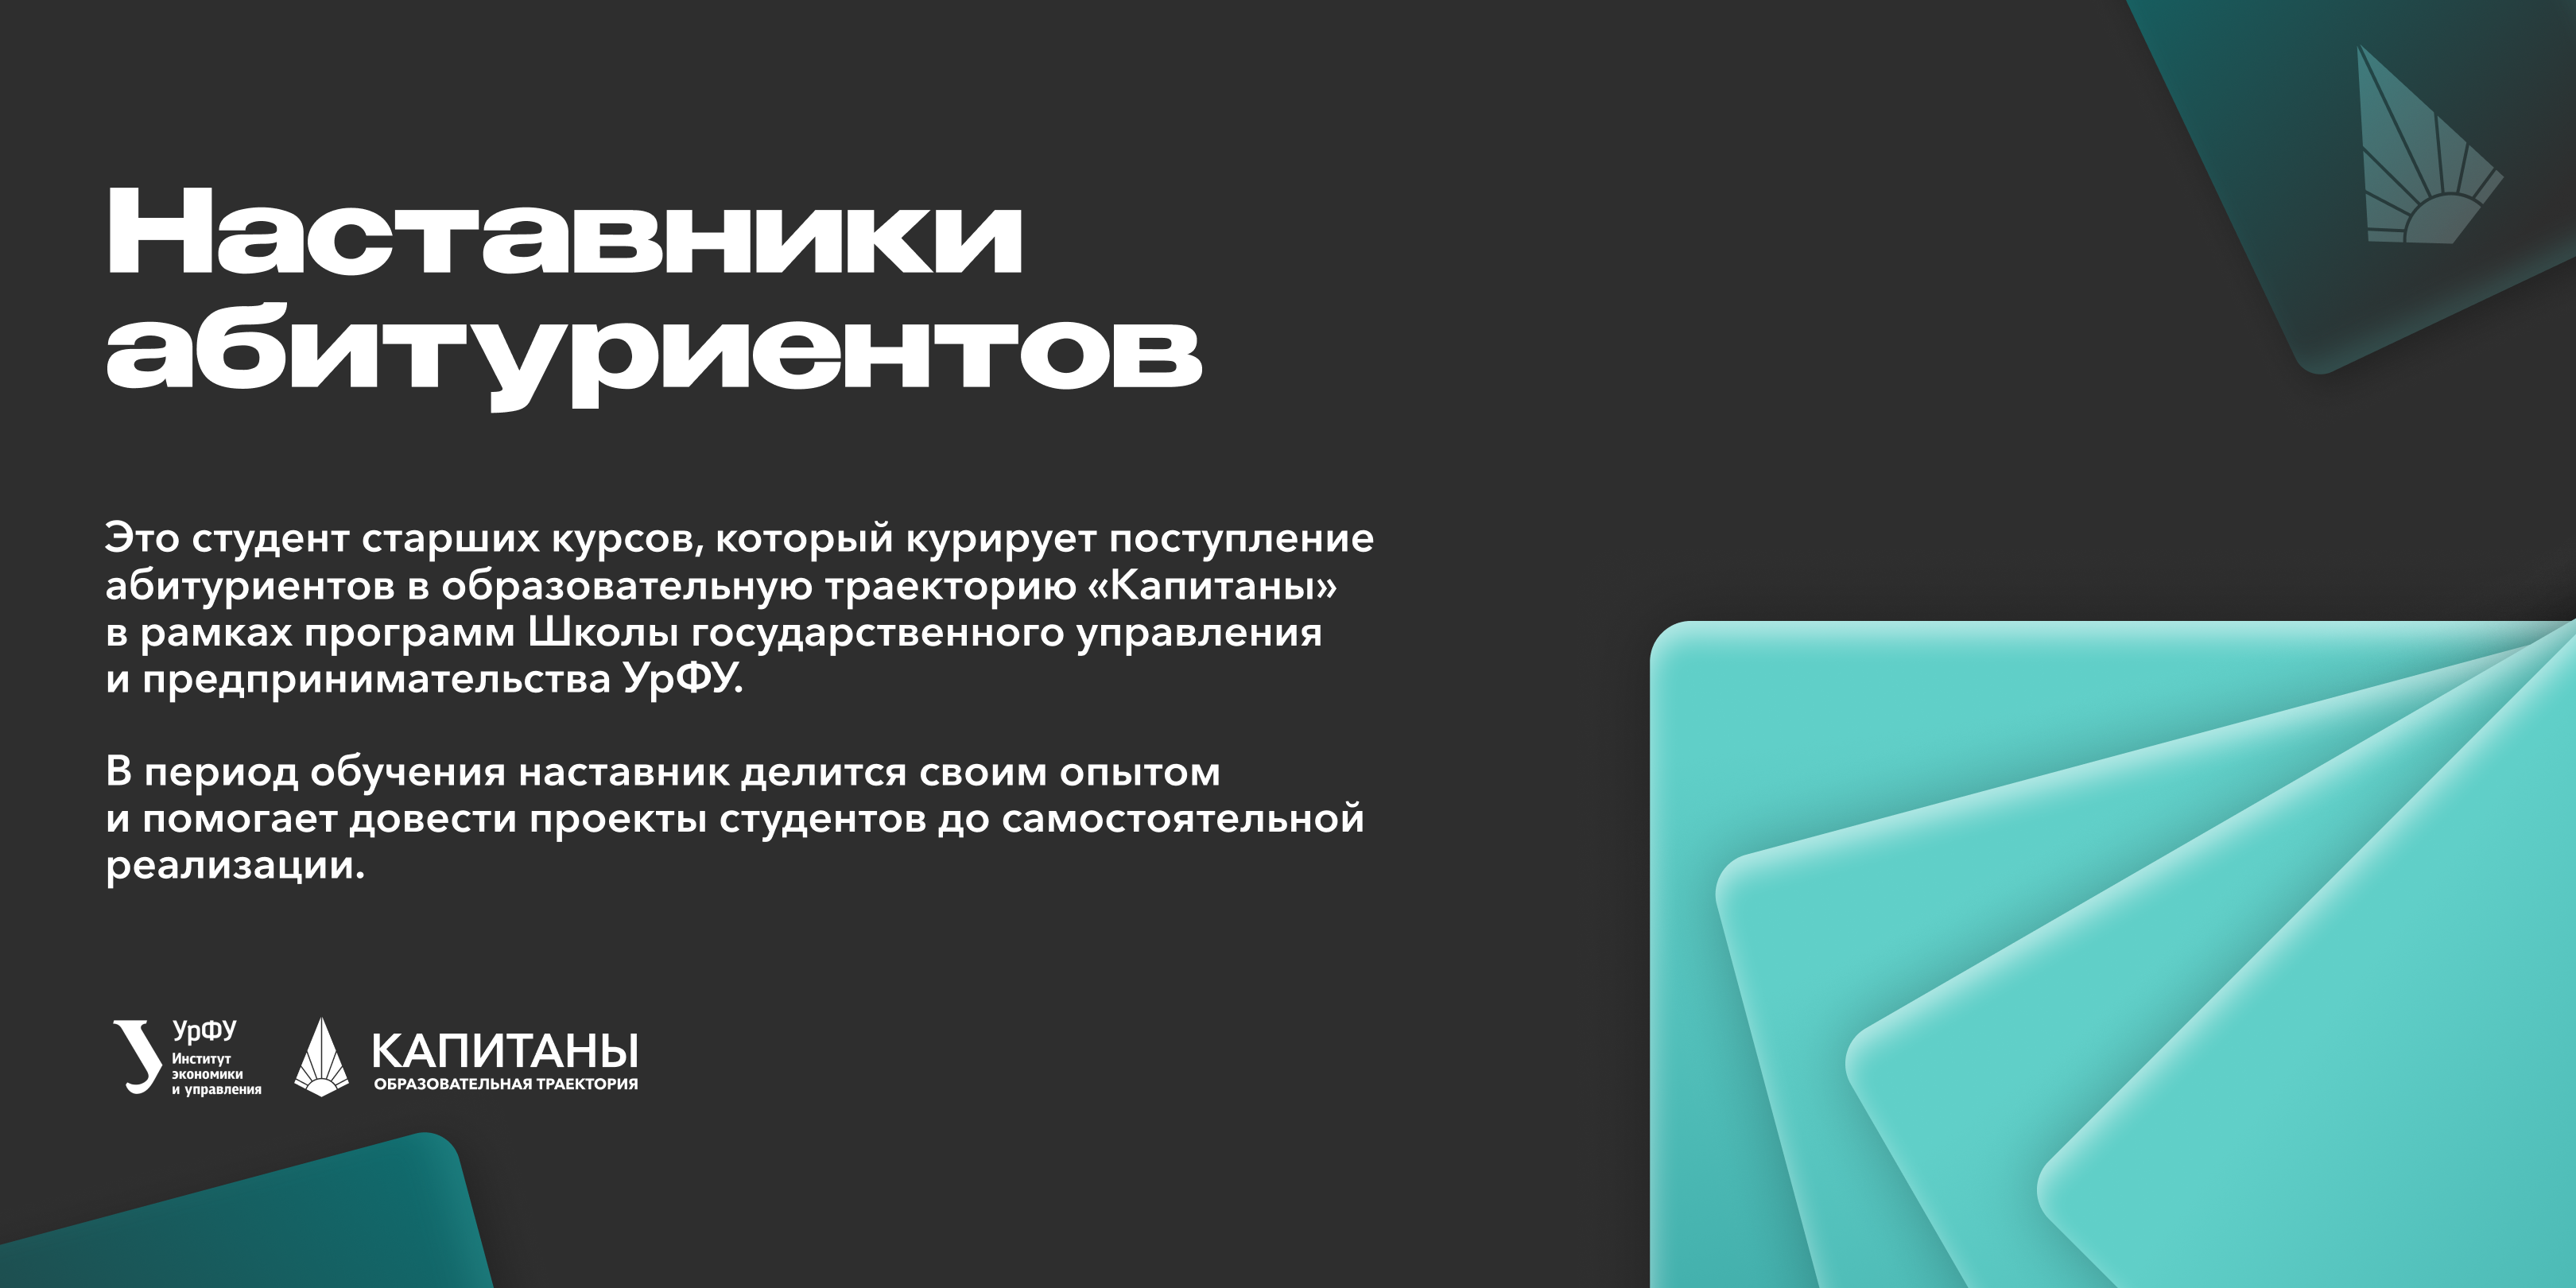 Наставники
абитуриентов
Это студент старших курсов, который курирует поступление
абитуриентов в образовательную траекторию «Капитаны»
в рамках программ Школы государственного управления
и предпринимательства УрФУ.
В период обучения наставник делится своим опытом
и помогает довести проекты студентов до самостоятельной
реализации.
УрФУ
Институт
экономики
и управления
КАПИТАНЫ
ОБРАЗОВАТЕЛЬНАЯ ТРАЕКТОРИЯ